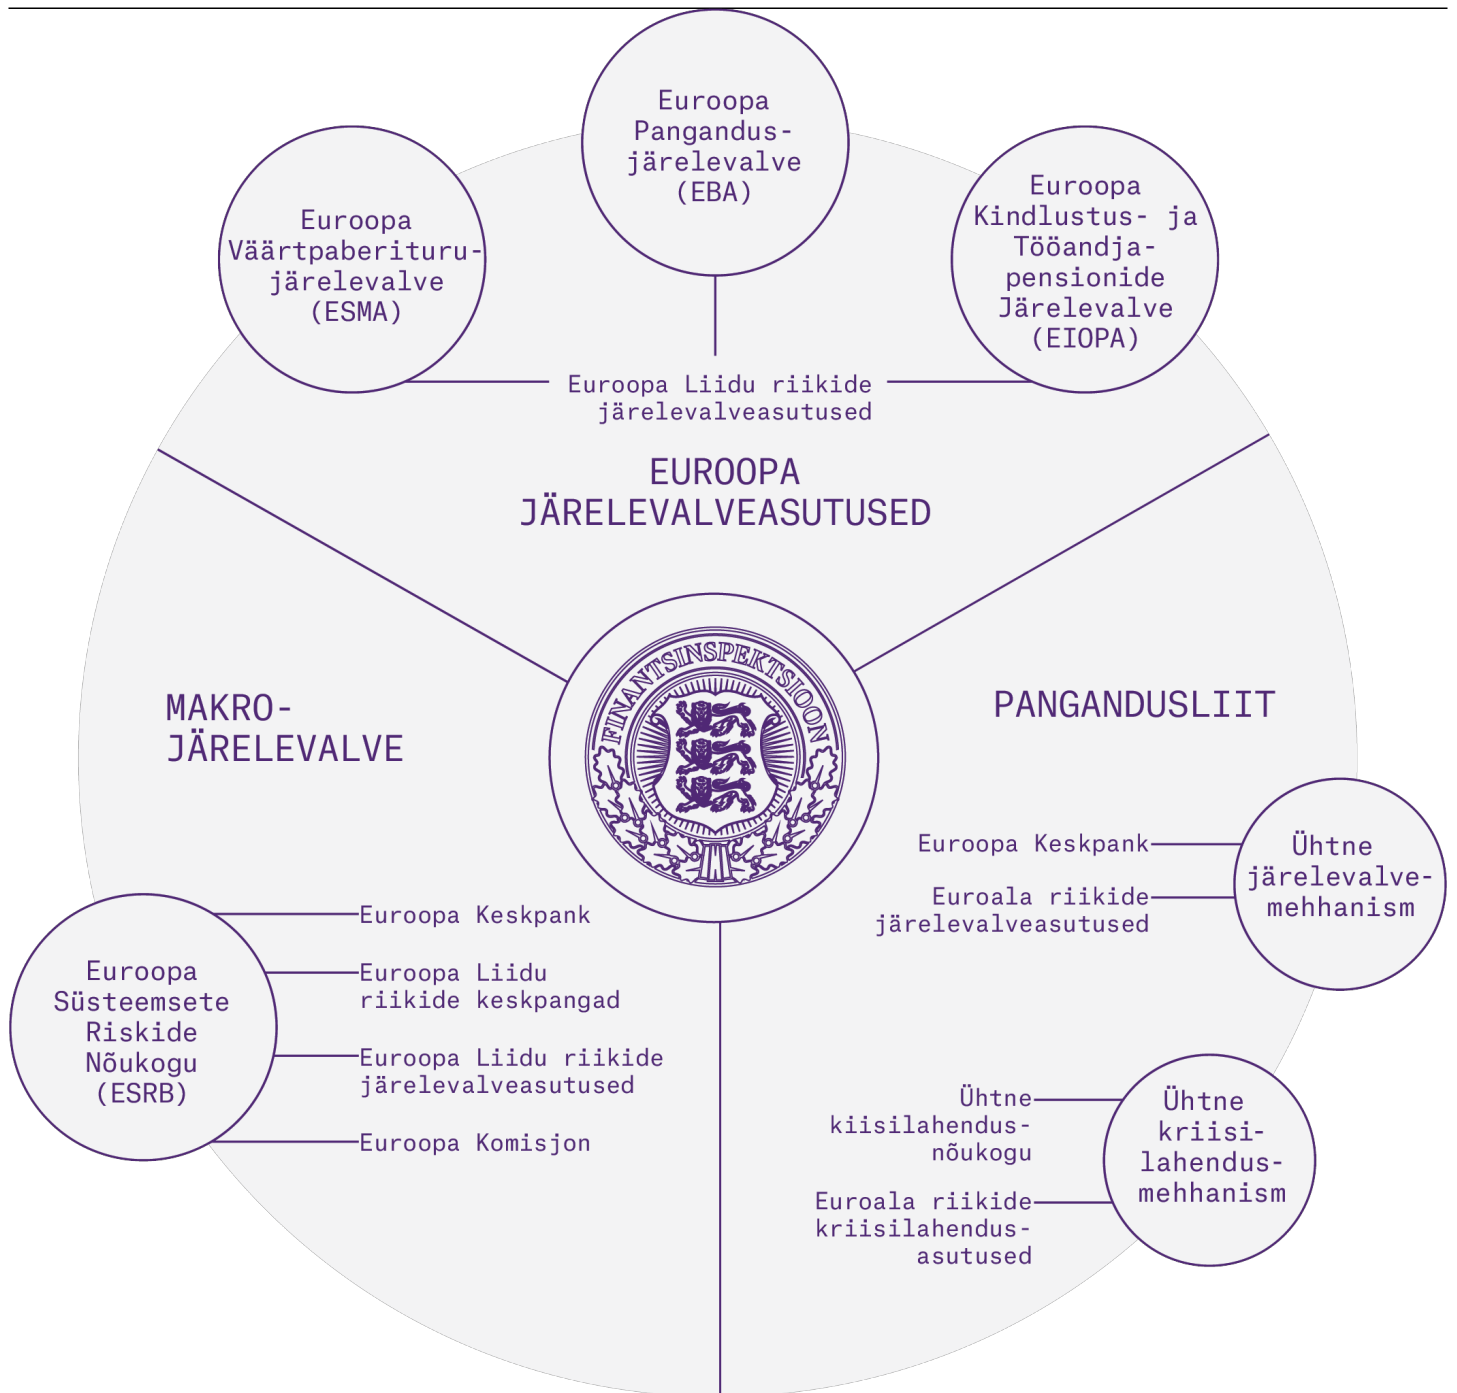 Euroopa
Pangandus-
järelevalve
(EBA)
Euroopa
Väärtpaberituru-
järelevalve
(ESMA)
Euroopa
Kindlustus- ja
Tööandja-
pensionide
Järelevalve
(EIOPA)
Euroopa Liidu riikide
järelevalveasutused
EUROOPA
JÄRELEVALVEASUTUSED
FINANTSINSPEKTSIOON
MAKRO-
JÄRELEVALVE
PANGANDUSLIIT
Euroopa Keskpank
Euroala riikide
järelevalveasutused
Ühtne
järelevalve-
mehhanism
Euroopa
Süsteemsete
Riskide
Nõukogu
(ESRB)
Euroopa Keskpank
Euroopa Liidu
riikide keskpangad
Euroopa Liidu riikide
järelevalveasutused
Euroopa Komisjon
Ühtne
kiisilahendus-
nõukogu
Euroala riikide
kriisilahendus-
asutused
Ühtne
kriisi-
lahendus-
mehhanism